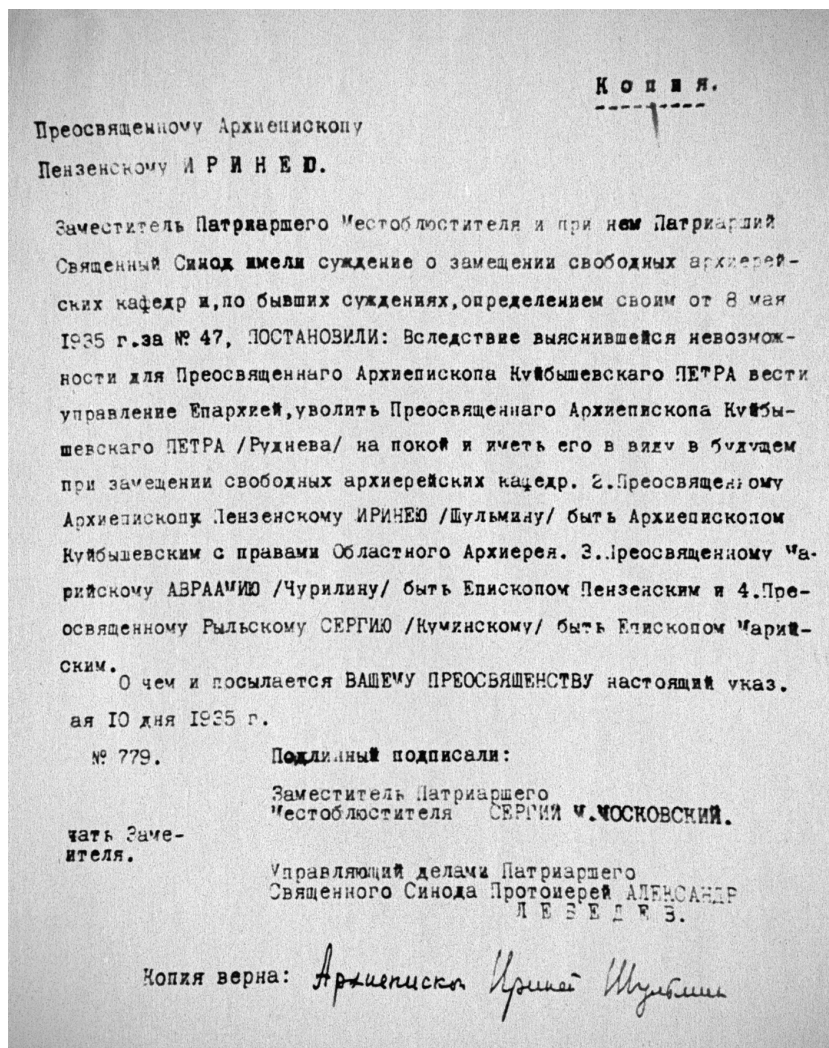 Копия.
Преосвященному Архиепископу
Пензенскому ИРИНЕЮ.
Заместитель Патриаршего Местоблюстителя и при нем Патриарший
Священный Синод имели суждение о замещении свободных архиерей-
ских кафедр и,по бывших суждениях,определением своим от 8 мая
1935 г.за № 47, ПОСТАНОВИЛИ: Вследствие выяснившейся невозмож-
ности для Преосвященнаго Архиепископа Куйбышевскаго ПЕТРА вести
управление Епархией,уволить Преосвященнаго Архиепископа Куйбы-
шевскаго ПЕТРА /Руднева/ на покой и иметь его в виду в будущем
при замещении свободных архиерейских кафедр. 2.Преосвященному
Архиепископу Пензенскому ИРИНЕЮ /Шульмину/ быть Архиепископом
Куйбышевским с правами Областного Архиерея. 3.Преосвященному Ма-
рийскому АВРААМИЮ /Чурилину/ быть Епископом Пензенским и 4.Пре-
освященному Рыльскому СЕРГИЮ /Куминскому/ быть Епископом Марий-
ским.
О чем и посылается ВАШЕМУ ПРЕОСВЯЩЕНСТВУ настоящий указ.
ая 10 дня 1935 г.
№ 779.
Подлинный подписали:
Заместитель Патриаршего
Местоблюстителя СЕРГИЙ М.МОСКОВСКИЙ.
чать Заме-
ителя.
Управляющий делами Патриаршего
Священного Синода Протоиерей АЛЕКСАНДР
ЛЕБЕДЕВ.
Копия верна: Архиепископ Ириней Шульмин